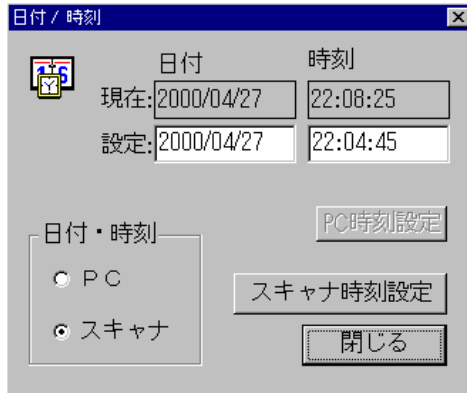 日付 / 時刻
日付 時刻
現在: 2000/04/27 22:08:25
設定: 2000/04/27 22:04:45
PC時刻設定
日付・時刻
ＰＣ
スキャナ時刻設定
スキャナ
閉じる